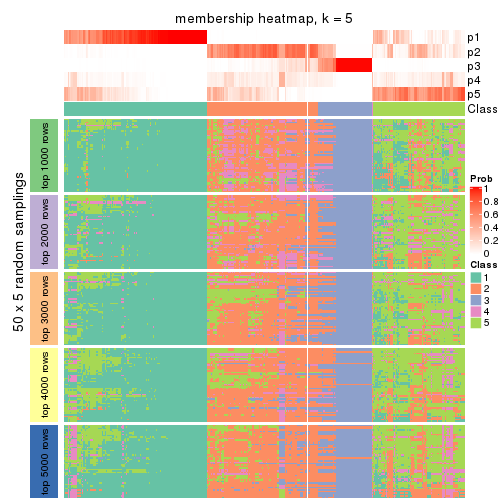 membership heatmap, k = 5
p1
p2
p3
p4
p5
Class
50 x 5 random samplings
top 1000 rows
top 2000 rows
top 3000 rows
top 4000 rows
top 5000 rows
Prob
1
0.8
0.6
0.4
0.2
0
Class
1
2
3
4
5